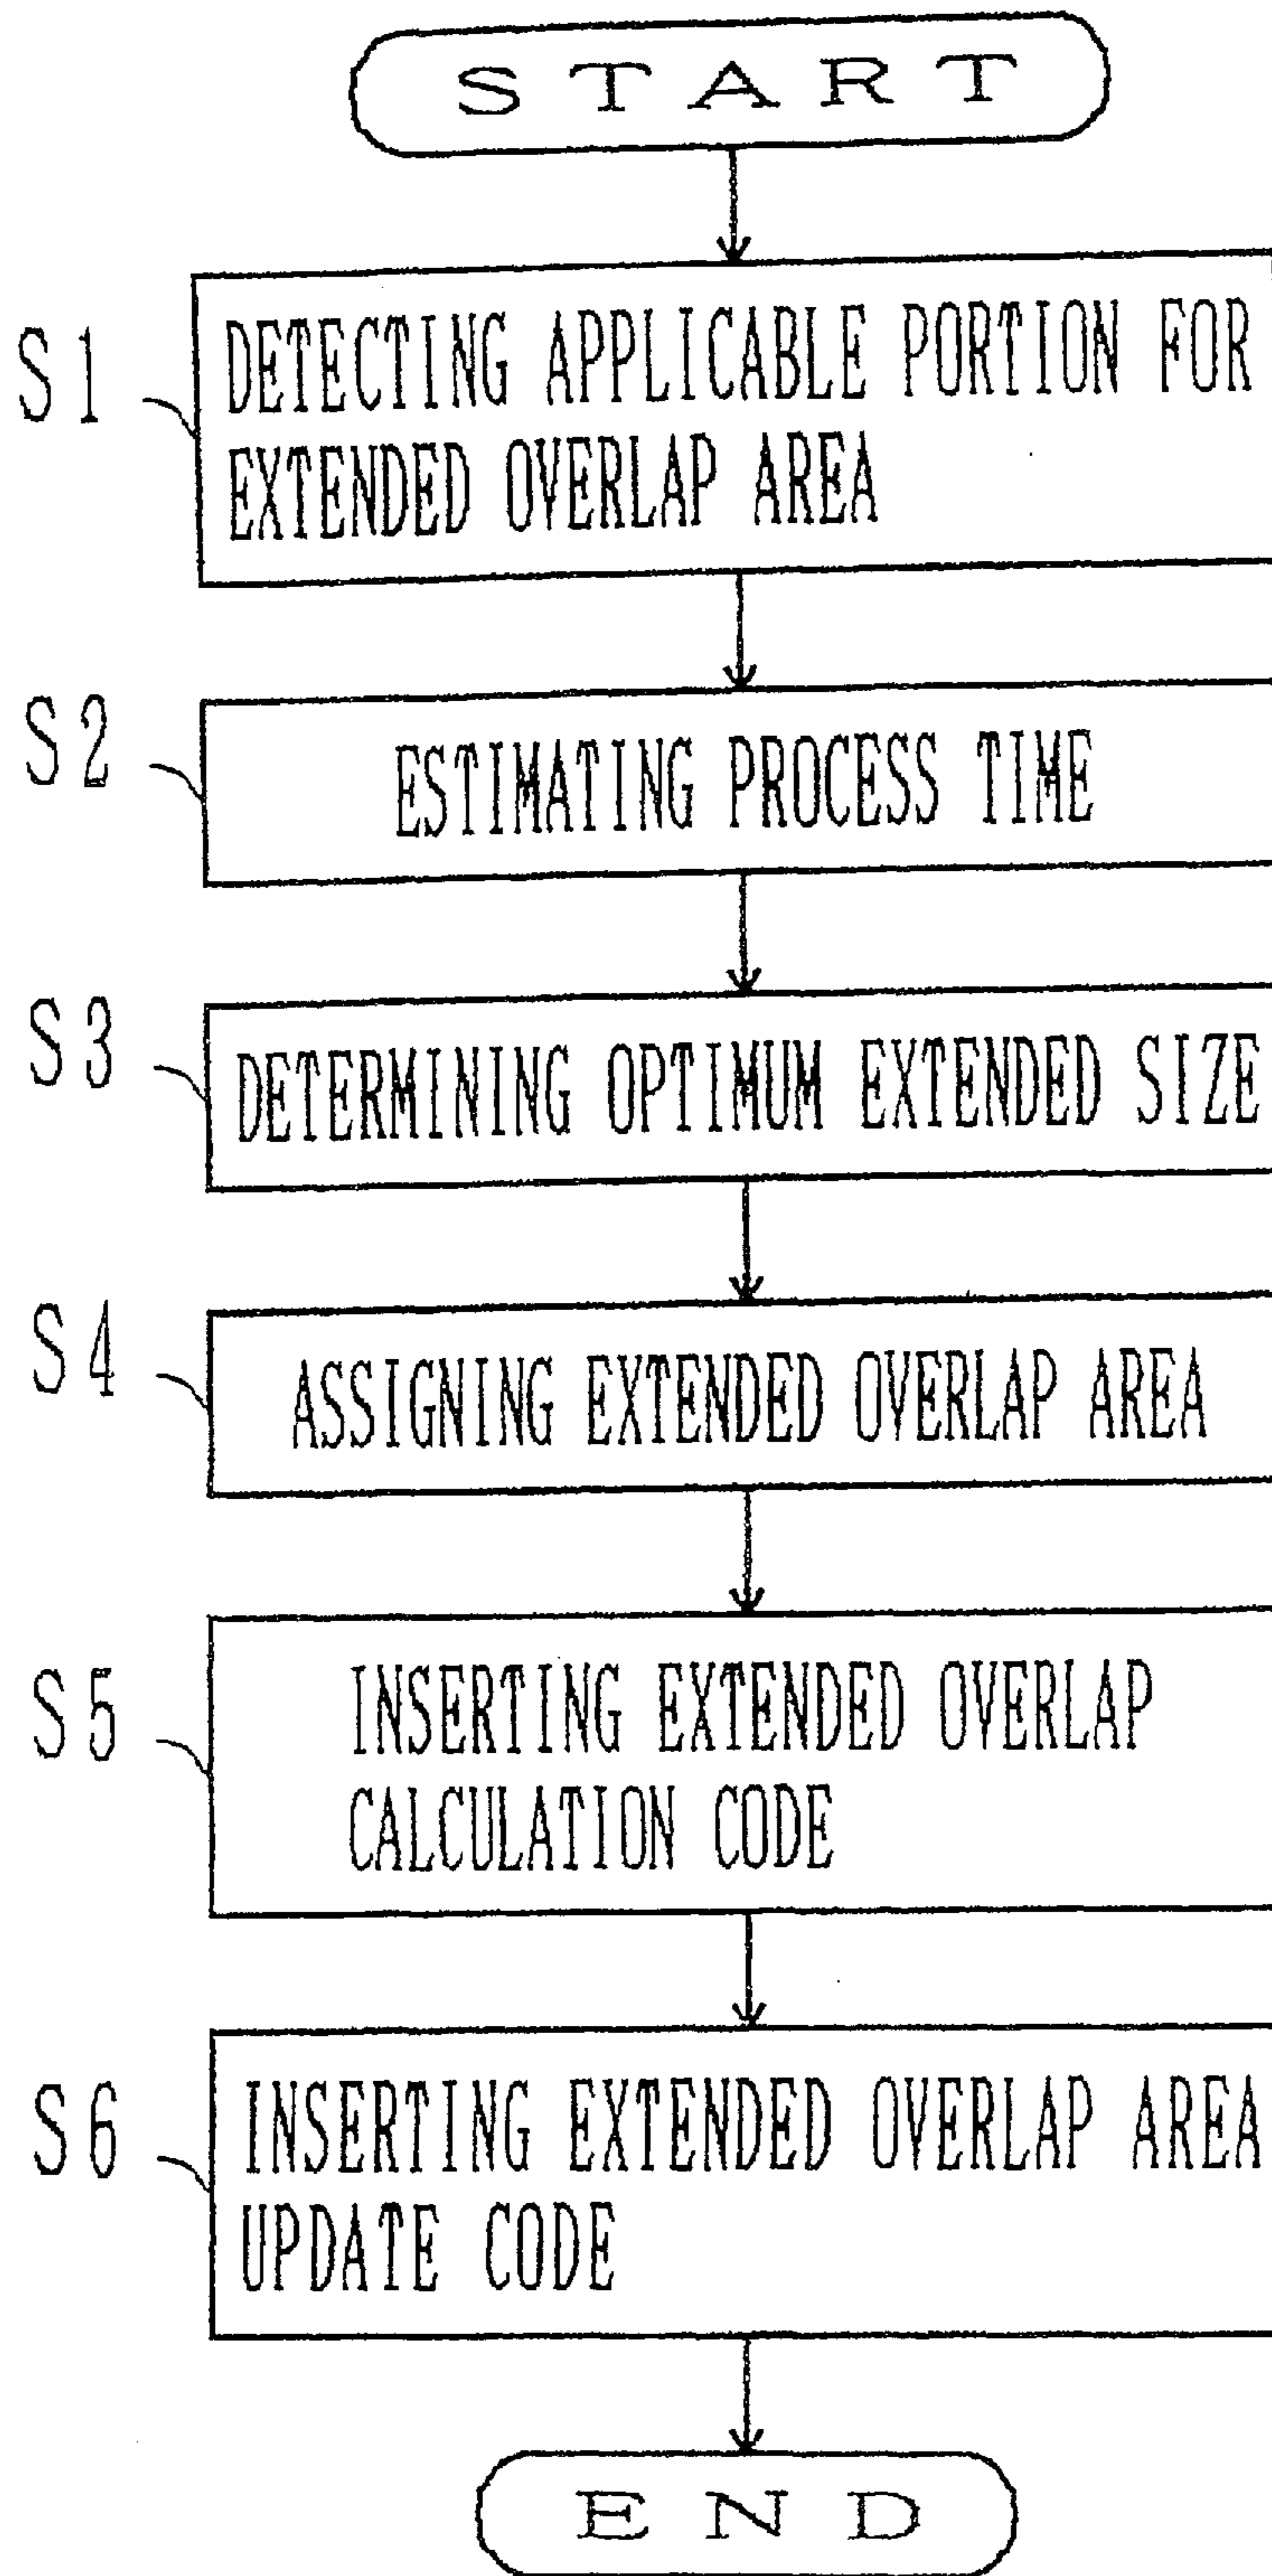 START
S1
DETECTING APPLICABLE PORTION FOR
EXTENDED OVERLAP AREA
S2
ESTIMATING PROCESS TIME
S3
DETERMINING OPTIMUM EXTENDED SIZE
S4
ASSIGNING EXTENDED OVERLAP AREA
S5
INSERTING EXTENDED OVERLAP
CALCULATION CODE
S6
INSERTING EXTENDED OVERLAP AREA
UPDATE CODE
END